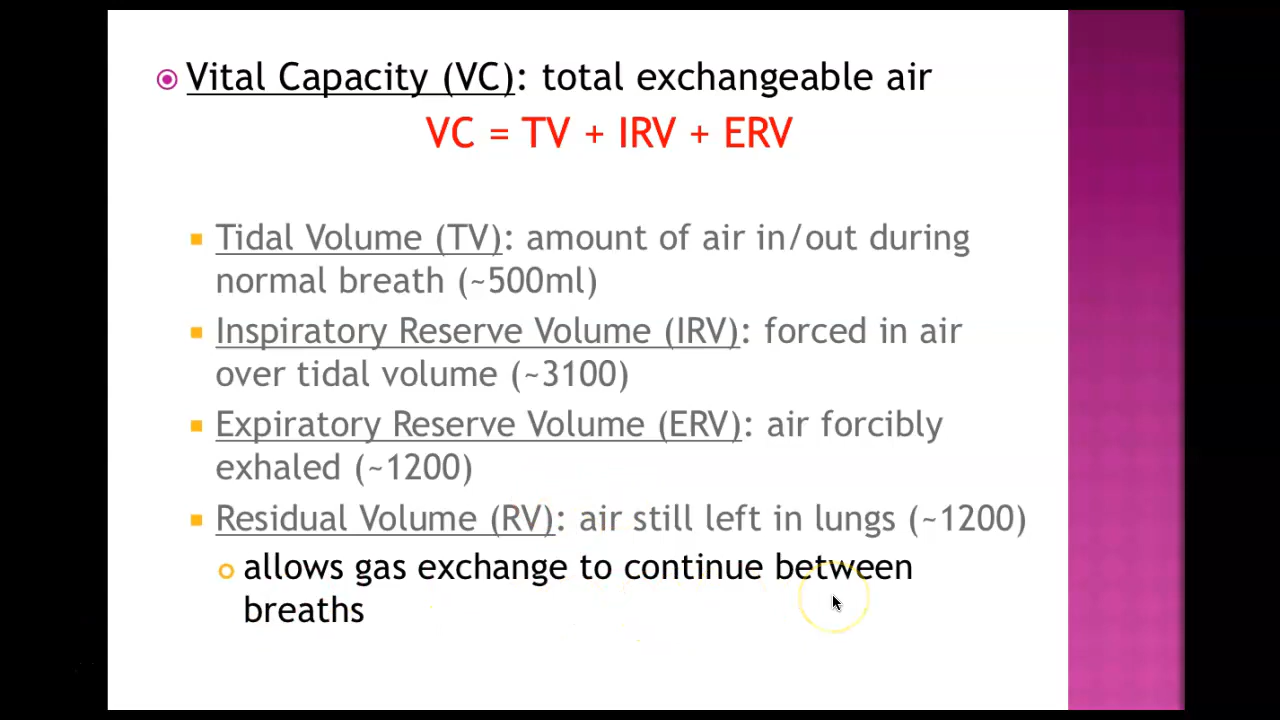 Vital Capacity (VC): total exchangeable air
VC = TV + IRV + ERV
Tidal Volume (TV): amount of air in/out during
normal breath (~500ml)
Inspiratory Reserve Volume (IRV): forced in air
over tidal volume (~3100)
Expiratory Reserve Volume (ERV): air forcibly
exhaled (~1200)
Residual Volume (RV): air still left in lungs (~1200)
allows gas exchange to continue between
breaths